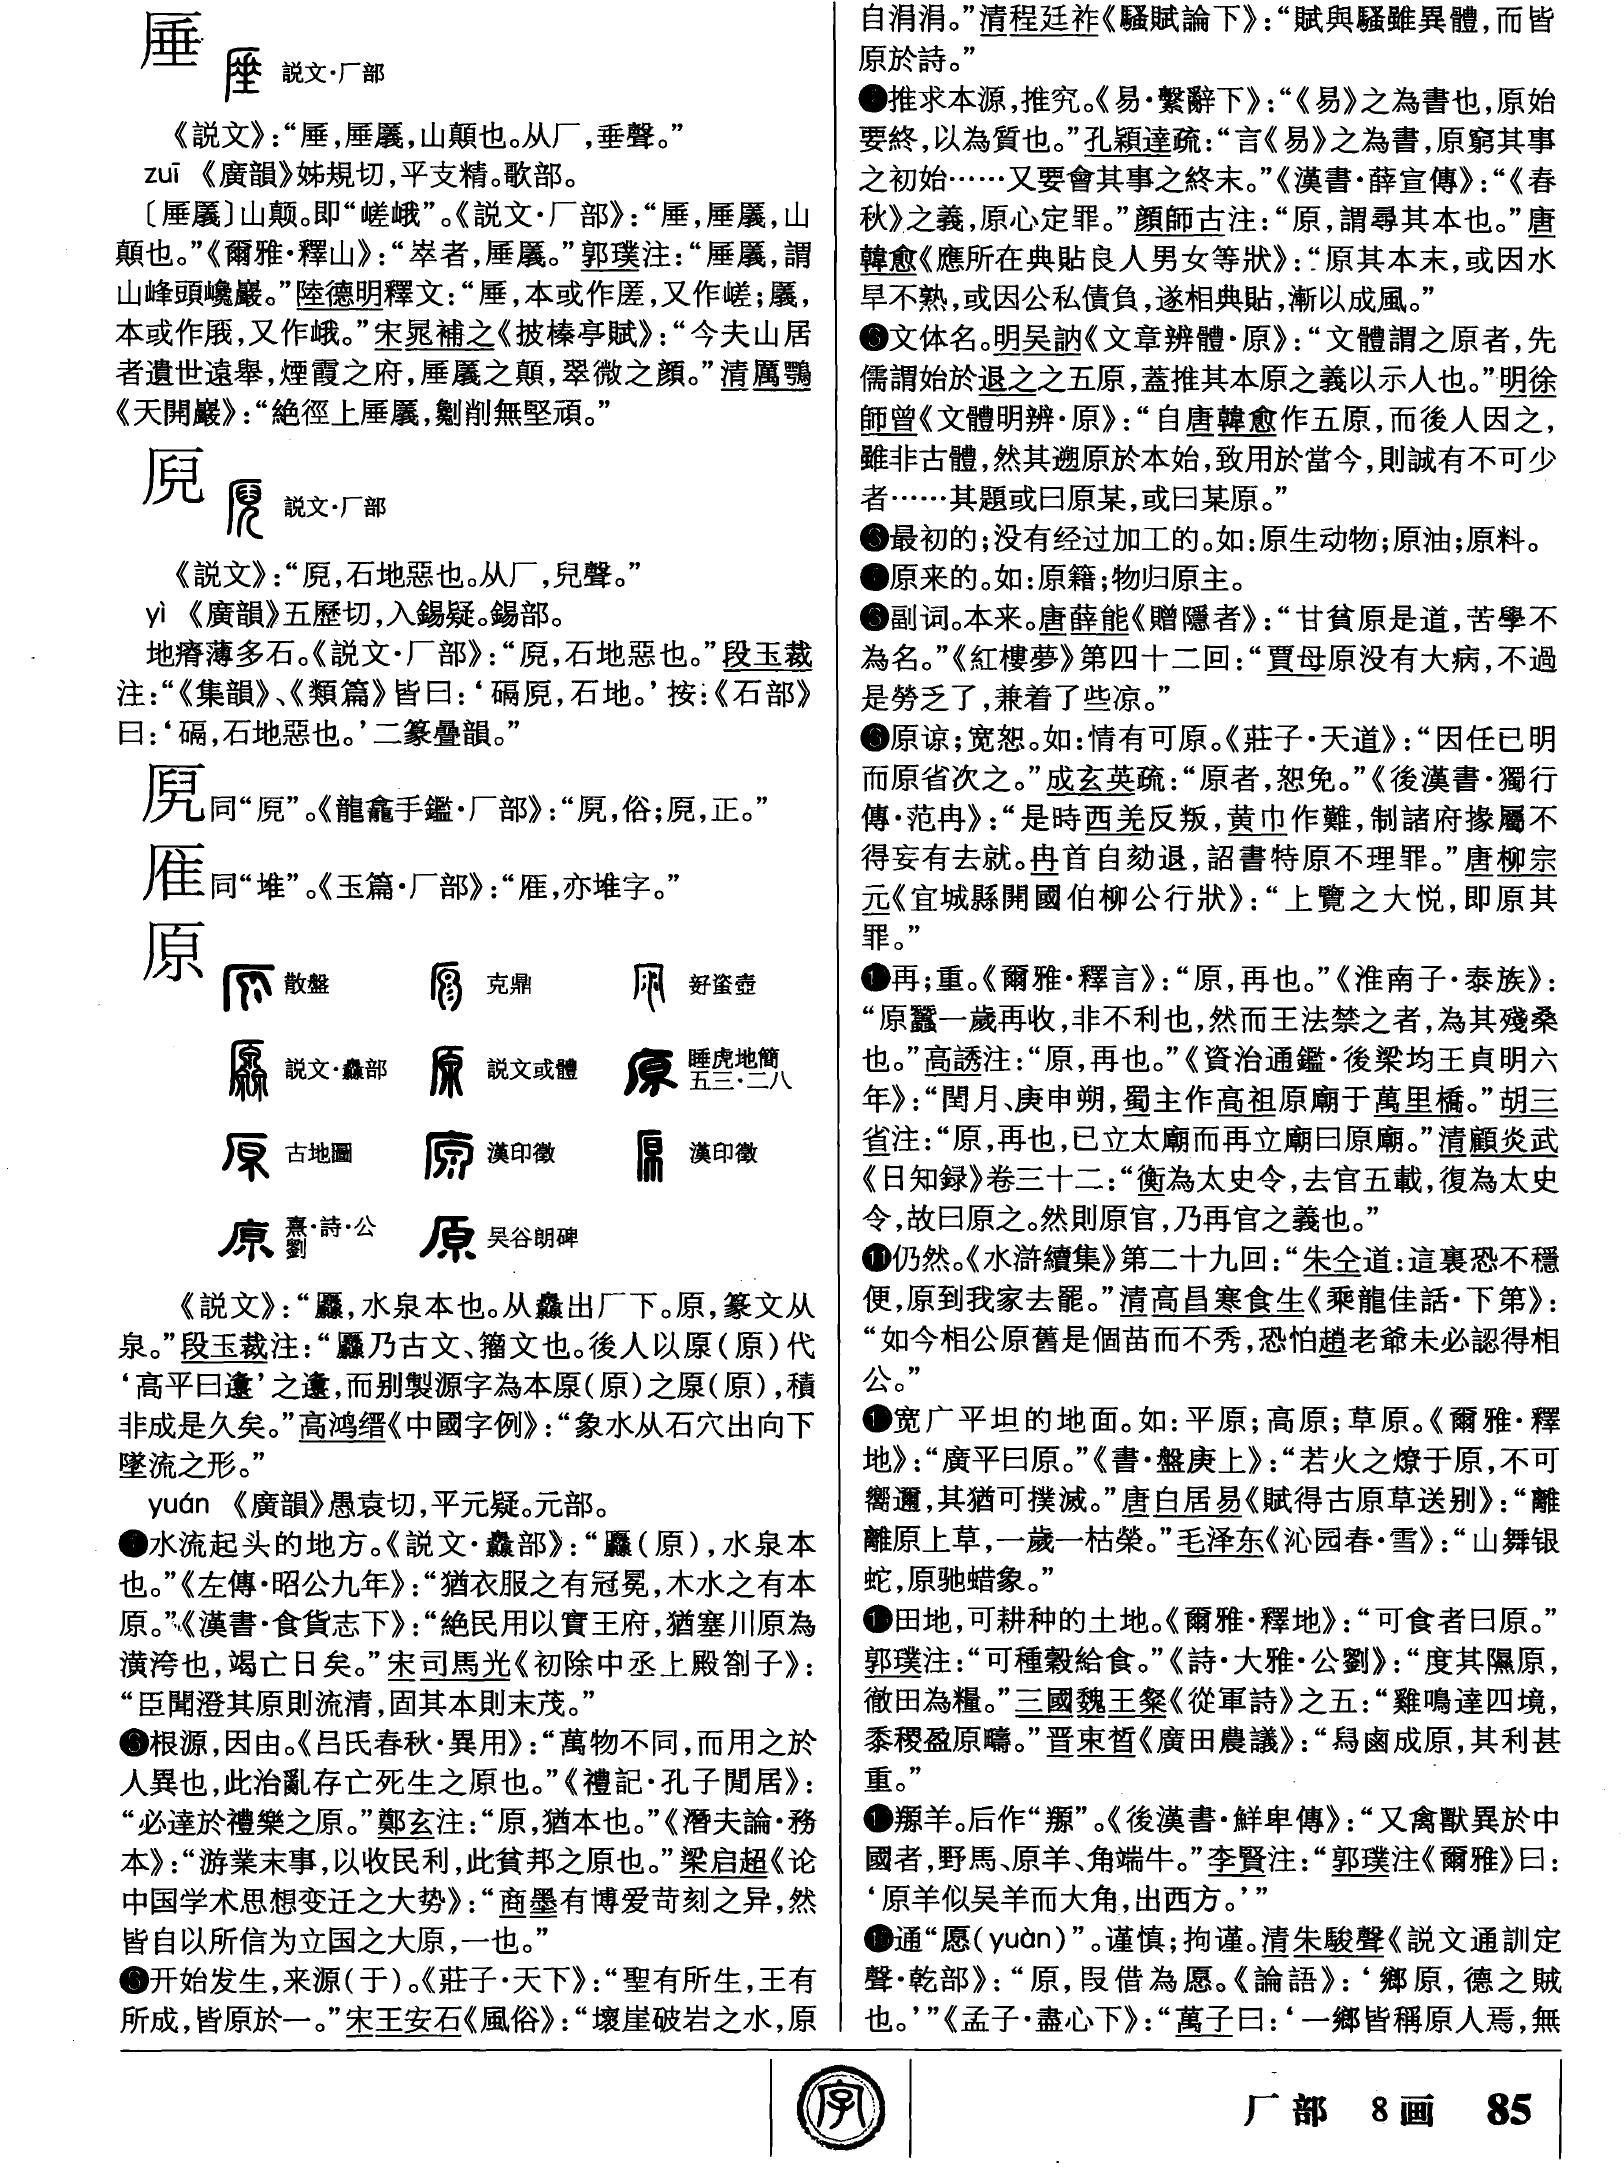 厜
説文·厂部
《説文》：“厜，厜㕒，山顛也。从厂，垂聲。”
zuī 《廣韻》姊規切，平支精。歌部。
〔厜㕒〕山颠。即“嵯峨”。《説文·厂部》：“厜，厜㕒，山
顛也。”《爾雅·釋山》：“崒者，厜㕒。”郭璞注：“厜㕒，謂
山峰頭巉巖。”陸德明釋文：“厜，本或作㕒，又作嵯；㕒，
本或作厎，又作峨。”宋晁補之《披榛亭賦》：“今夫山居
者遺世遠舉，煙霞之府，厜㕒之顛，翠微之顔。”清厲鶚
《天開巖》：“絶徑上厜㕒，劖削無堅頑。”
㕒
説文·厂部
《説文》：“，石地惡也。从厂，兒聲。”
yì 《廣韻》五歷切，入錫疑。錫部。
地瘠薄多石。《説文·厂部》：“，石地惡也。”段玉裁
注：“《集韻》、《類篇》皆曰：‘碢，石地。’按：《石部》
曰：‘碢，石地惡也。’二篆疊韻。”
同“”。《龍龕手鑑·厂部》：“，俗；，正。”
同“堆”。《玉篇·厂部》：“，亦堆字。”
原
散盤 克鼎 妤蚉壺
説文·灥部 説文或體 睡虎地簡五三·二八
古地圖 漢印徵 漢印徵
熹·詩·公劉 吴谷朗碑
《説文》：“厵，水泉本也。从灥出厂下。原，篆文从
泉。”段玉裁注：“厵乃古文、籀文也。後人以原(原)代
‘高平曰邍’之邍，而别製源字為本原(原)之原(原)，積
非成是久矣。”高鸿缙《中國字例》：“象水从石穴出向下
墜流之形。”
yuán 《廣韻》愚袁切，平元疑。元部。
❶水流起头的地方。《説文·灥部》：“厵(原)，水泉本
也。”《左傳·昭公九年》：“猶衣服之有冠冕，木水之有本
原。”《漢書·食貨志下》：“絶民用以實王府，猶塞川原為
潢洿也，竭亡日矣。”宋司馬光《初除中丞上殿劄子》：
“臣聞澄其原則流清，固其本則末茂。”
❷根源，因由。《吕氏春秋·異用》：“萬物不同，而用之於
人異也，此治亂存亡死生之原也。”《禮記·孔子閒居》：
“必達於禮樂之原。”鄭玄注：“原，猶本也。”《潛夫論·務
本》：“游業末事，以收民利，此貧邦之原也。”梁启超《论
中国学术思想变迁之大势》：“商墨有博爱苛刻之异，然
皆自以所信为立国之大原，一也。”
❸开始发生，来源(于)。《莊子·天下》：“聖有所生，王有
所成，皆原於一。”宋王安石《風俗》：“壞崖破岩之水，原
自涓涓。”清程廷祚《騷賦論下》：“賦與騷雖異體，而皆
原於詩。”
❹推求本源，推究。《易·繫辭下》：“《易》之為書也，原始
要終，以為質也。”孔穎達疏：“言《易》之為書，原窮其事
之初始……又要會其事之終末。”《漢書·薛宣傳》：“《春
秋》之義，原心定罪。”顔師古注：“原，謂尋其本也。”唐
韓愈《應所在典貼良人男女等狀》：“原其本末，或因水
旱不熟，或因公私債負，遂相典貼，漸以成風。”
❺文体名。明吴訥《文章辨體·原》：“文體謂之原者，先
儒謂始於退之之五原，蓋推其本原之義以示人也。”明徐
師曾《文體明辨·原》：“自唐韓愈作五原，而後人因之，
雖非古體，然其遡原於本始，致用於當今，則誠有不可少
者……其題或曰原某，或曰某原。”
❻最初的；没有经过加工的。如：原生动物；原油；原料。
❼原来的。如：原籍；物归原主。
❽副词。本来。唐薛能《贈隱者》：“甘貧原是道，苦學不
為名。”《紅樓夢》第四十二回：“賈母原没有大病，不過
是勞乏了，兼着了些凉。”
❾原谅；宽恕。如：情有可原。《莊子·天道》：“因任已明
而原省次之。”成玄英疏：“原者，恕免。”《後漢書·獨行
傳·范冉》：“是時西羌反叛，黄巾作難，制諸府掾屬不
得妄有去就。冉首自劾退，詔書特原不理罪。”唐柳宗
元《宜城縣開國伯柳公行狀》：“上覽之大悦，即原其
罪。”
❿再；重。《爾雅·釋言》：“原，再也。”《淮南子·泰族》：
“原蠶一歲再收，非不利也，然而王法禁之者，為其殘桑
也。”高誘注：“原，再也。”《資治通鑑·後梁均王貞明六
年》：“閏月、庚申朔，蜀主作高祖原廟于萬里橋。”胡三
省注：“原，再也，已立太廟而再立廟曰原廟。”清顧炎武
《日知録》卷三十二：“衡為太史令，去官五載，復為太史
令，故曰原之。然則原官，乃再官之義也。”
⓫仍然。《水滸續集》第二十九回：“朱仝道：這裏恐不穩
便，原到我家去罷。”清高昌寒食生《乘龍佳話·下第》：
“如今相公原舊是個苗而不秀，恐怕趙老爺未必認得相
公。”
⓬宽广平坦的地面。如：平原；高原；草原。《爾雅·釋
地》：“廣平曰原。”《書·盤庚上》：“若火之燎于原，不可
嚮邇，其猶可撲滅。”唐白居易《賦得古原草送别》：“離
離原上草，一歲一枯榮。”毛泽东《沁园春·雪》：“山舞银
蛇，原驰蜡象。”
⓭田地，可耕种的土地。《爾雅·釋地》：“可食者曰原。”
郭璞注：“可種穀給食。”《詩·大雅·公劉》：“度其隰原，
徹田為糧。”三國魏王粲《從軍詩》之五：“雞鳴達四境，
黍稷盈原疇。”晋束皙《廣田農議》：“舄鹵成原，其利甚
重。”
⓮羱羊。后作“羱”。《後漢書·鮮卑傳》：“又禽獸異於中
國者，野馬、原羊、角端牛。”李賢注：“郭璞注《爾雅》曰：
‘原羊似吴羊而大角，出西方。’”
⓯通“愿(yuàn)”。谨慎；拘谨。清朱駿聲《説文通訓定
聲·乾部》：“原，叚借為愿。《論語》：‘鄉原，德之賊
也。’”《孟子·盡心下》：“萬子曰：‘一鄉皆稱原人焉，無
字
厂部 8画 85